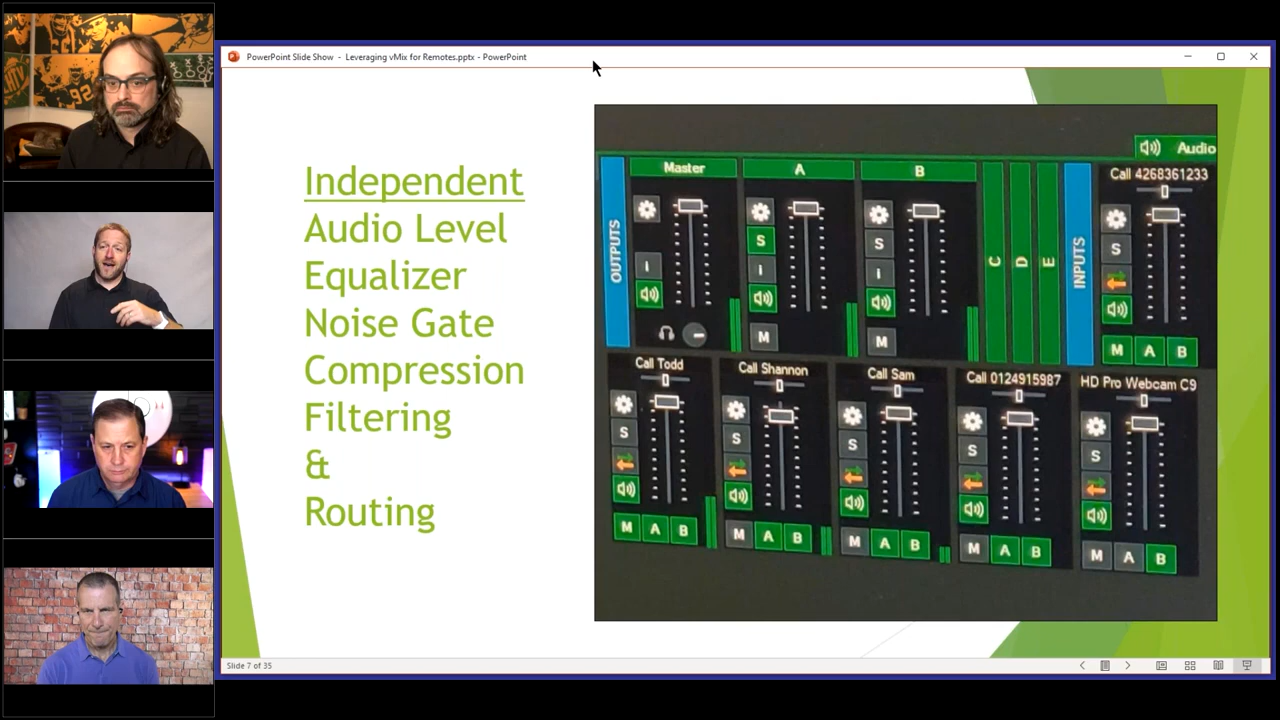 PowerPoint Slide Show - Leveraging vMix for Remotes.pptx - PowerPoint
Independent
Audio Level
Equalizer
Noise Gate
Compression
Filtering
&
Routing
Audio
OUTPUTS
Master
A
B
C
D
E
INPUTS
Call 4268361233
S
S
S
i
i
i
M
M
M A B
Call Todd
Call Shannon
Call Sam
Call 0124915987
HD Pro Webcam C9
S
S
S
S
S
M A B
M A B
M A B
M A B
M A B
Slide 7 of 35
92